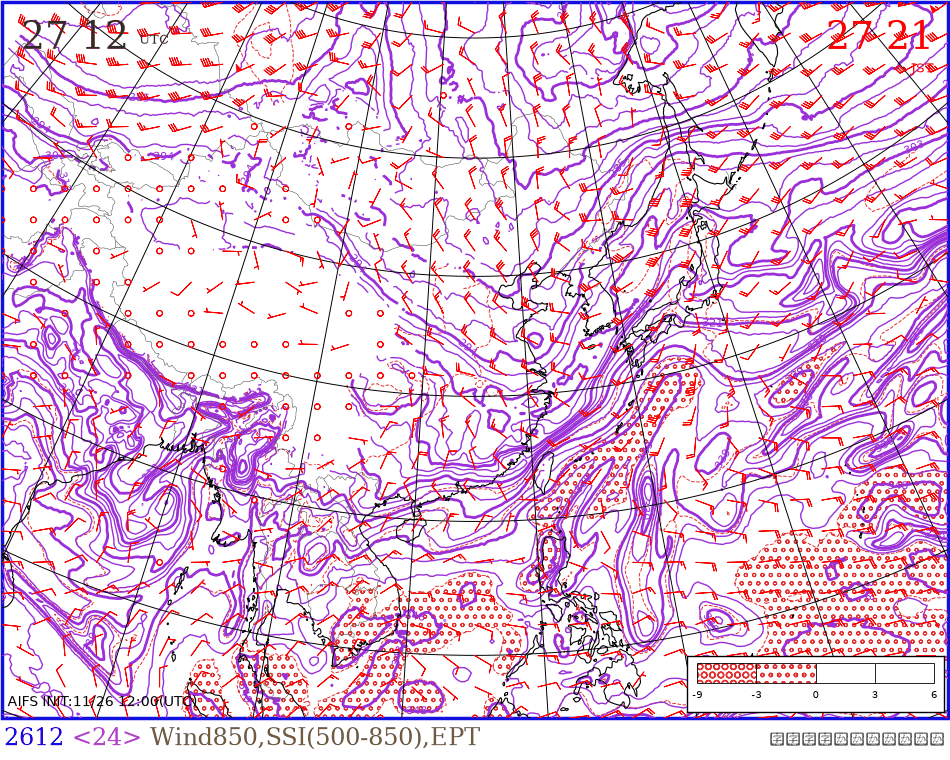 27 12 UTC
27 21
JST
AIFS INIT:11/26 12:00(UTC)
-9 -3 0 3 6
2612 <24> Wind850,SSI(500-850),EPT